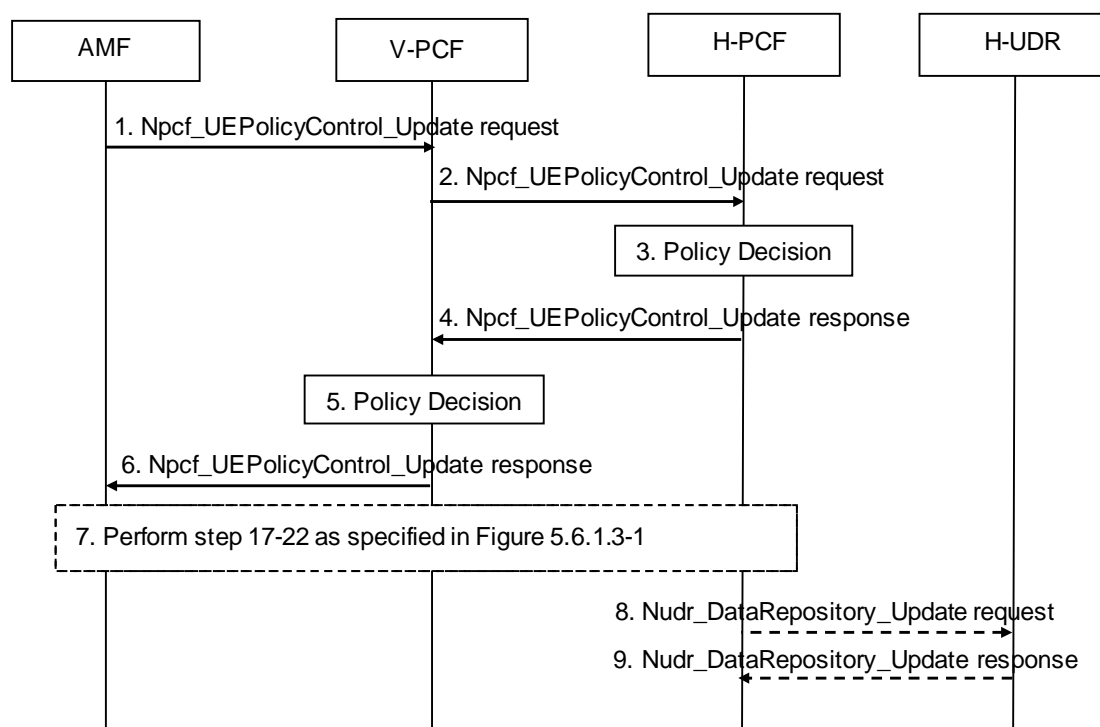 AMF
V-PCF
H-PCF
H-UDR
1. Npcf_UEPolicyControl_Update request
2. Npcf_UEPolicyControl_Update request
3. Policy Decision
4. Npcf_UEPolicyControl_Update response
5. Policy Decision
6. Npcf_UEPolicyControl_Update response
7. Perform step 17-22 as specified in Figure 5.6.1.3-1
8. Nudr_DataRepository_Update request
9. Nudr_DataRepository_Update response